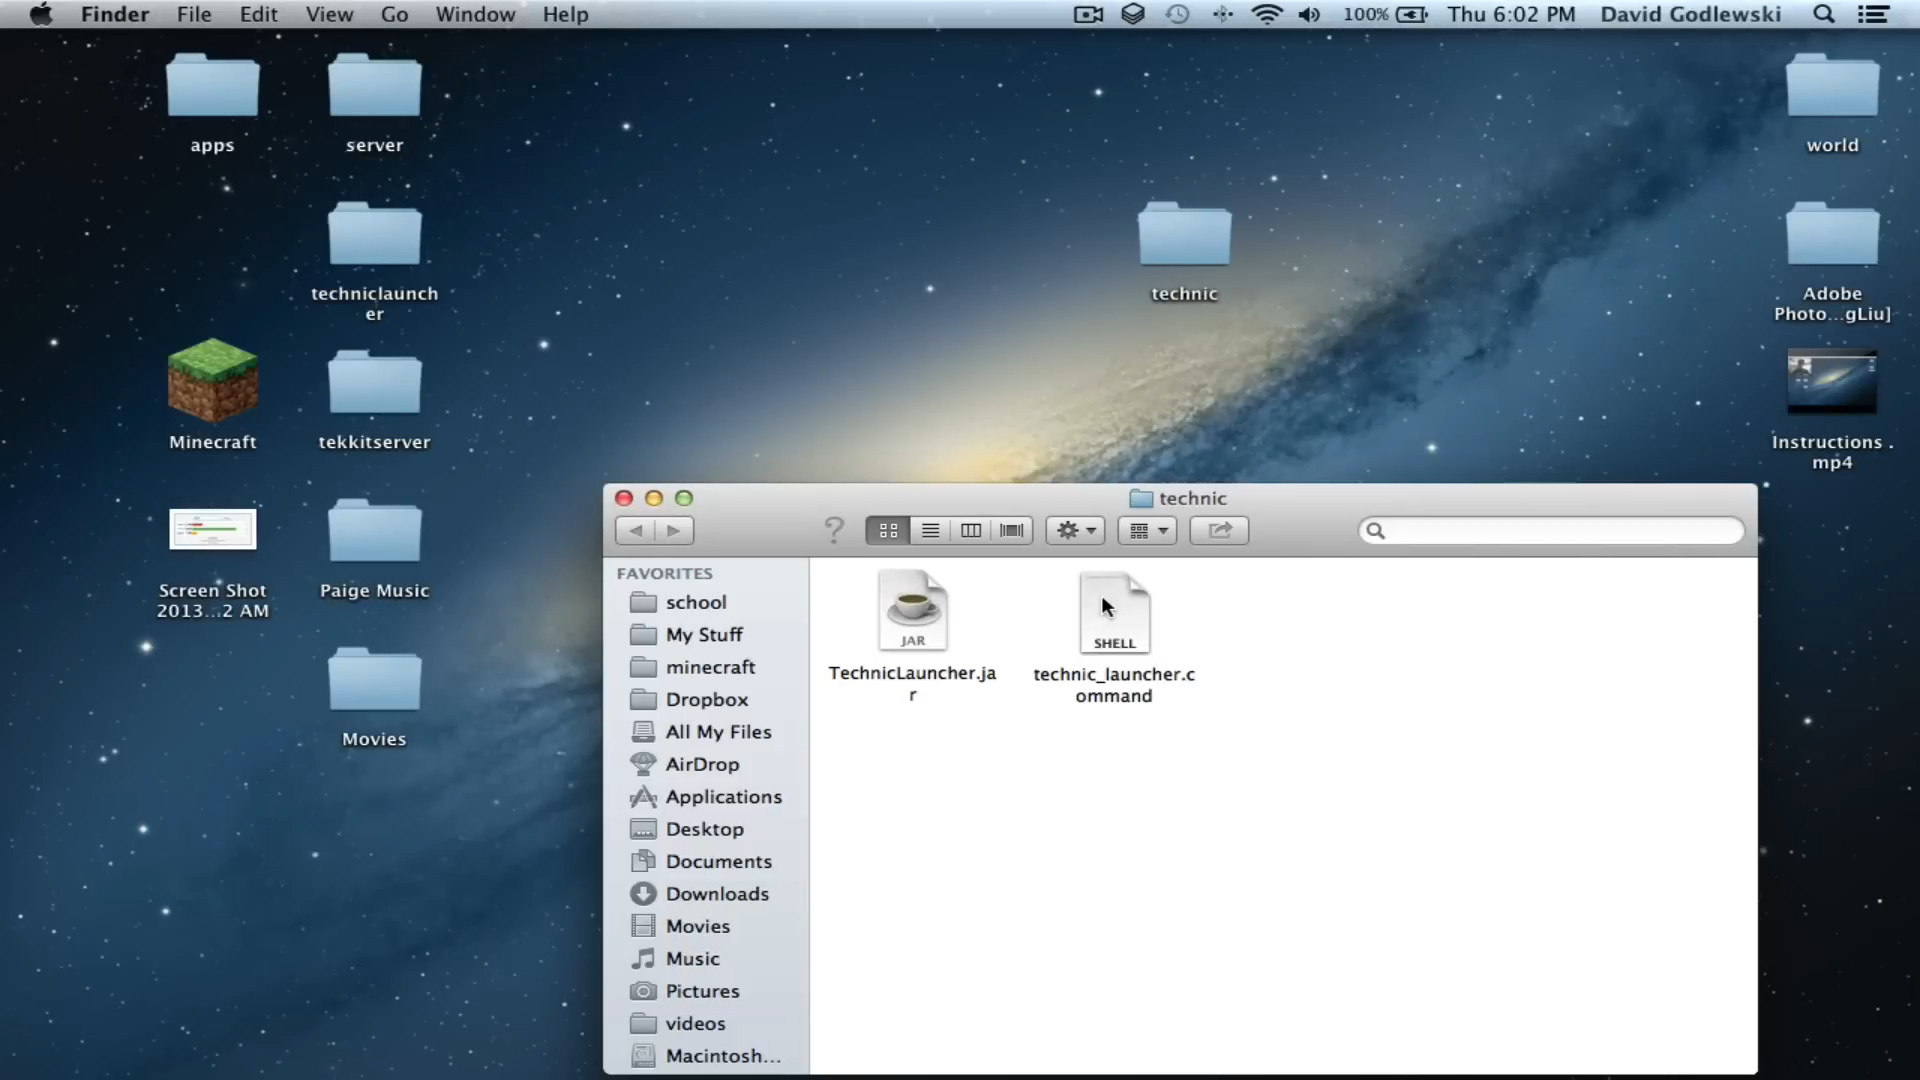 Finder File Edit View Go Window Help 100% Thu 6:02 PM David Godlewski
apps
server
world
techniclaunch
er
technic
Adobe
Photo...gLiu]
Minecraft
tekkitserver
Instructions .
mp4
Screen Shot
2013...2 AM
Paige Music
Movies
technic
?
FAVORITES
school
My Stuff
minecraft
Dropbox
All My Files
AirDrop
Applications
Desktop
Documents
Downloads
Movies
Music
Pictures
videos
Macintosh...
JAR
TechnicLauncher.ja
r
SHELL
technic_launcher.c
ommand